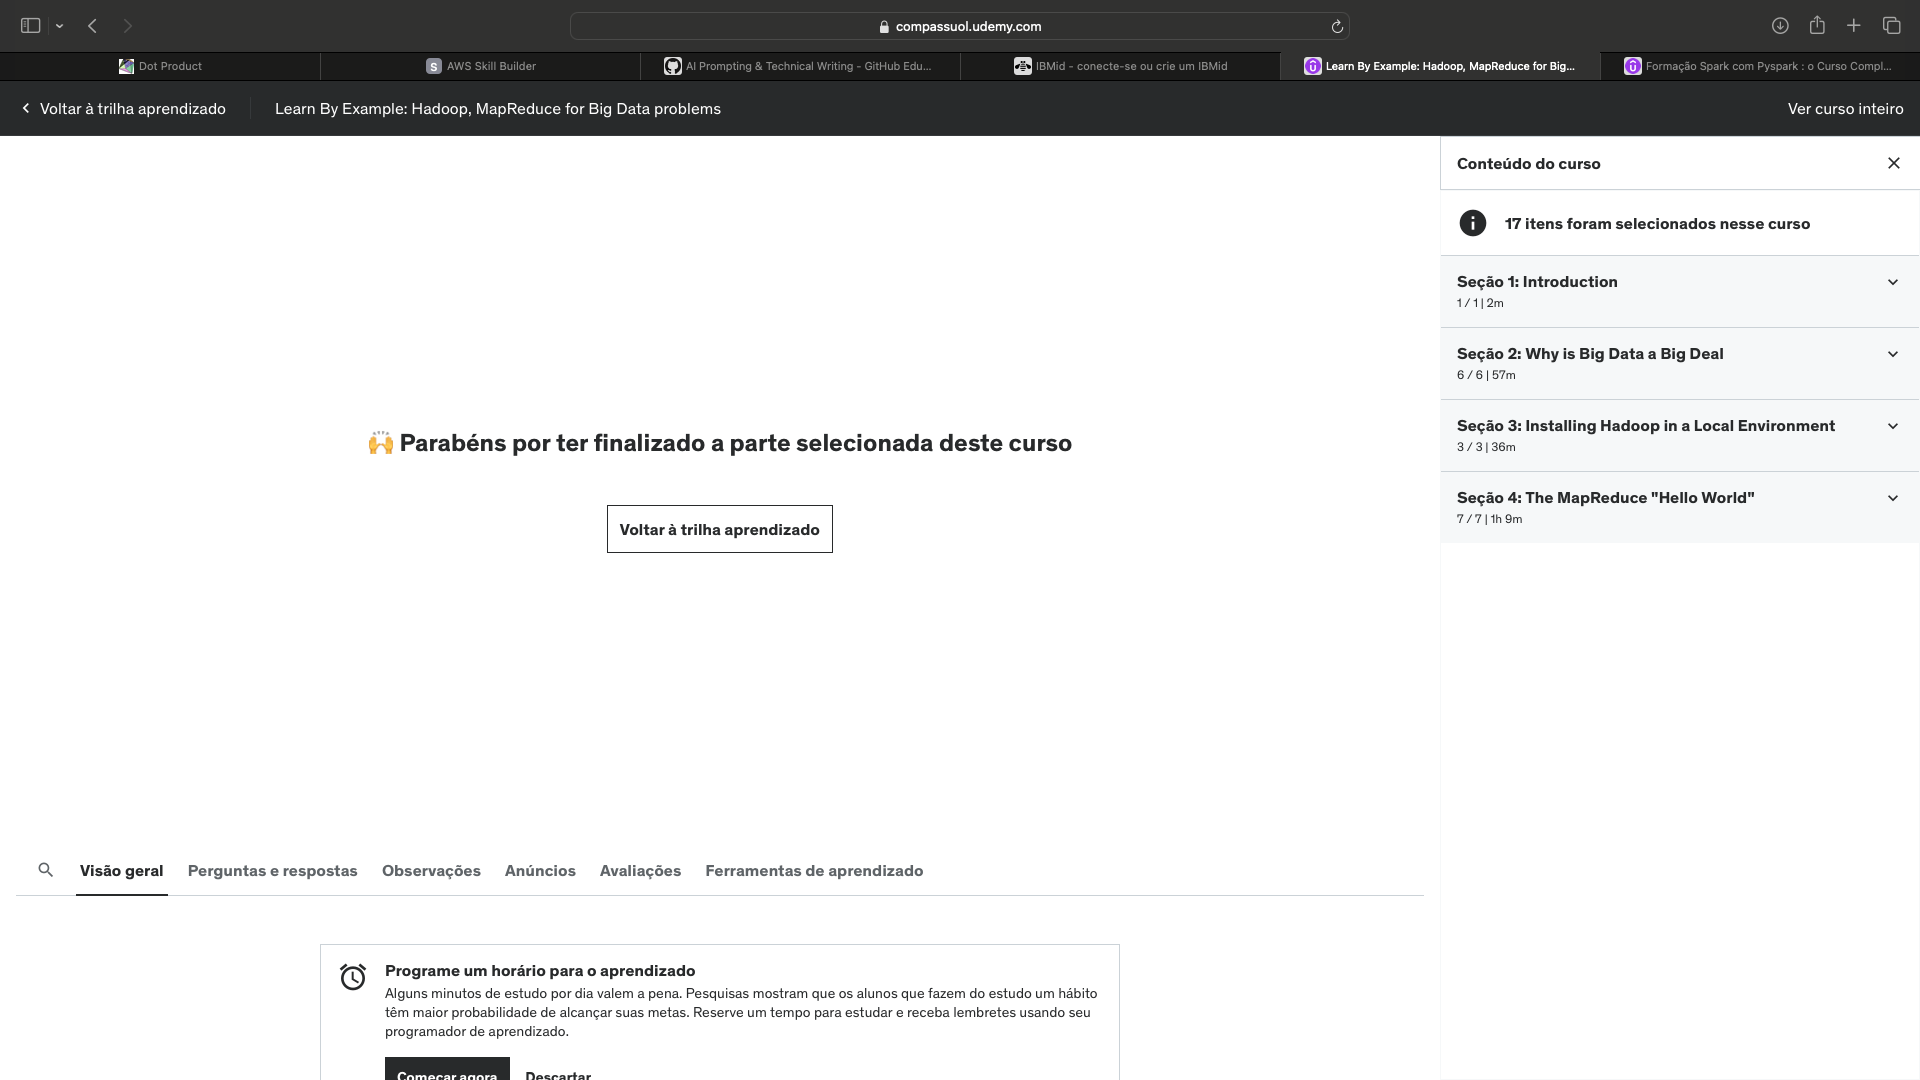 compassuol.udemy.com
Dot Product
S AWS Skill Builder
AI Prompting & Technical Writing - GitHub Edu...
IBMid - conecte-se ou crie um IBMid
Learn By Example: Hadoop, MapReduce for Big...
Formação Spark com Pyspark : o Curso Compl...
Voltar à trilha aprendizado
Learn By Example: Hadoop, MapReduce for Big Data problems
Ver curso inteiro
🙌 Parabéns por ter finalizado a parte selecionada deste curso
Voltar à trilha aprendizado
Conteúdo do curso
17 itens foram selecionados nesse curso
Seção 1: Introduction
1 / 1 | 2m
Seção 2: Why is Big Data a Big Deal
6 / 6 | 57m
Seção 3: Installing Hadoop in a Local Environment
3 / 3 | 36m
Seção 4: The MapReduce "Hello World"
7 / 7 | 1h 9m
Visão geral
Perguntas e respostas
Observações
Anúncios
Avaliações
Ferramentas de aprendizado
Programe um horário para o aprendizado
Alguns minutos de estudo por dia valem a pena. Pesquisas mostram que os alunos que fazem do estudo um hábito
têm maior probabilidade de alcançar suas metas. Reserve um tempo para estudar e receba lembretes usando seu
programador de aprendizado.
Começar agora
Descartar